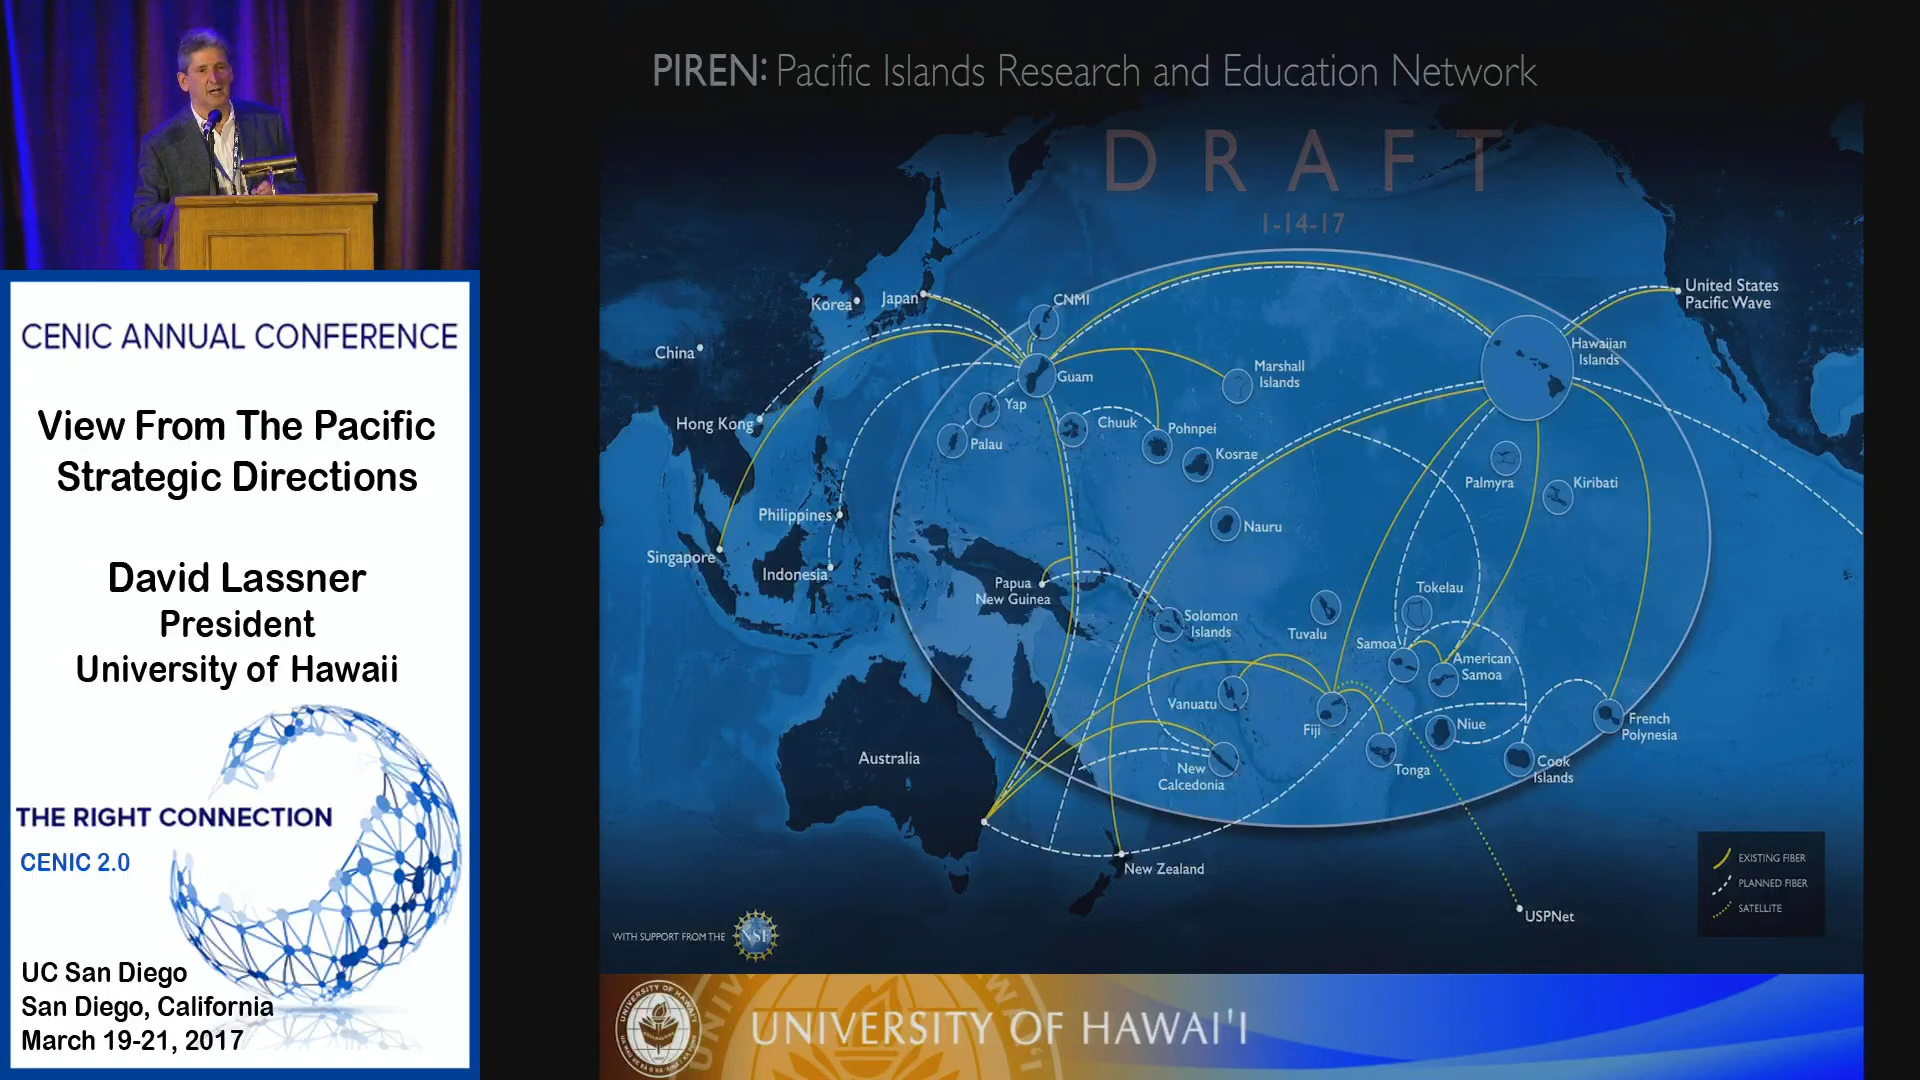 CENIC ANNUAL CONFERENCE
View From The Pacific
Strategic Directions
David Lassner
President
University of Hawaii
THE RIGHT CONNECTION
CENIC 2.0
UC San Diego
San Diego, California
March 19-21, 2017
PIREN: Pacific Islands Research and Education Network
DRAFT
1-14-17
United States
Pacific Wave
Korea
Japan
CNMI
Hawaiian
Islands
China
Guam
Marshall
Islands
Yap
Hong Kong
Chuuk
Pohnpei
Palau
Kosrae
Palmyra
Kiribati
Philippines
Nauru
Singapore
Indonesia
Papua
New Guinea
Tokelau
Solomon
Islands
Tuvalu
Samoa
American
Samoa
Vanuatu
Fiji
Niue
French
Polynesia
Australia
New
Calcedonia
Tonga
Cook
Islands
New Zealand
USPNet
EXISTING FIBER
PLANNED FIBER
SATELLITE
WITH SUPPORT FROM THE
NSF
UNIVERSITY OF HAWAI'I